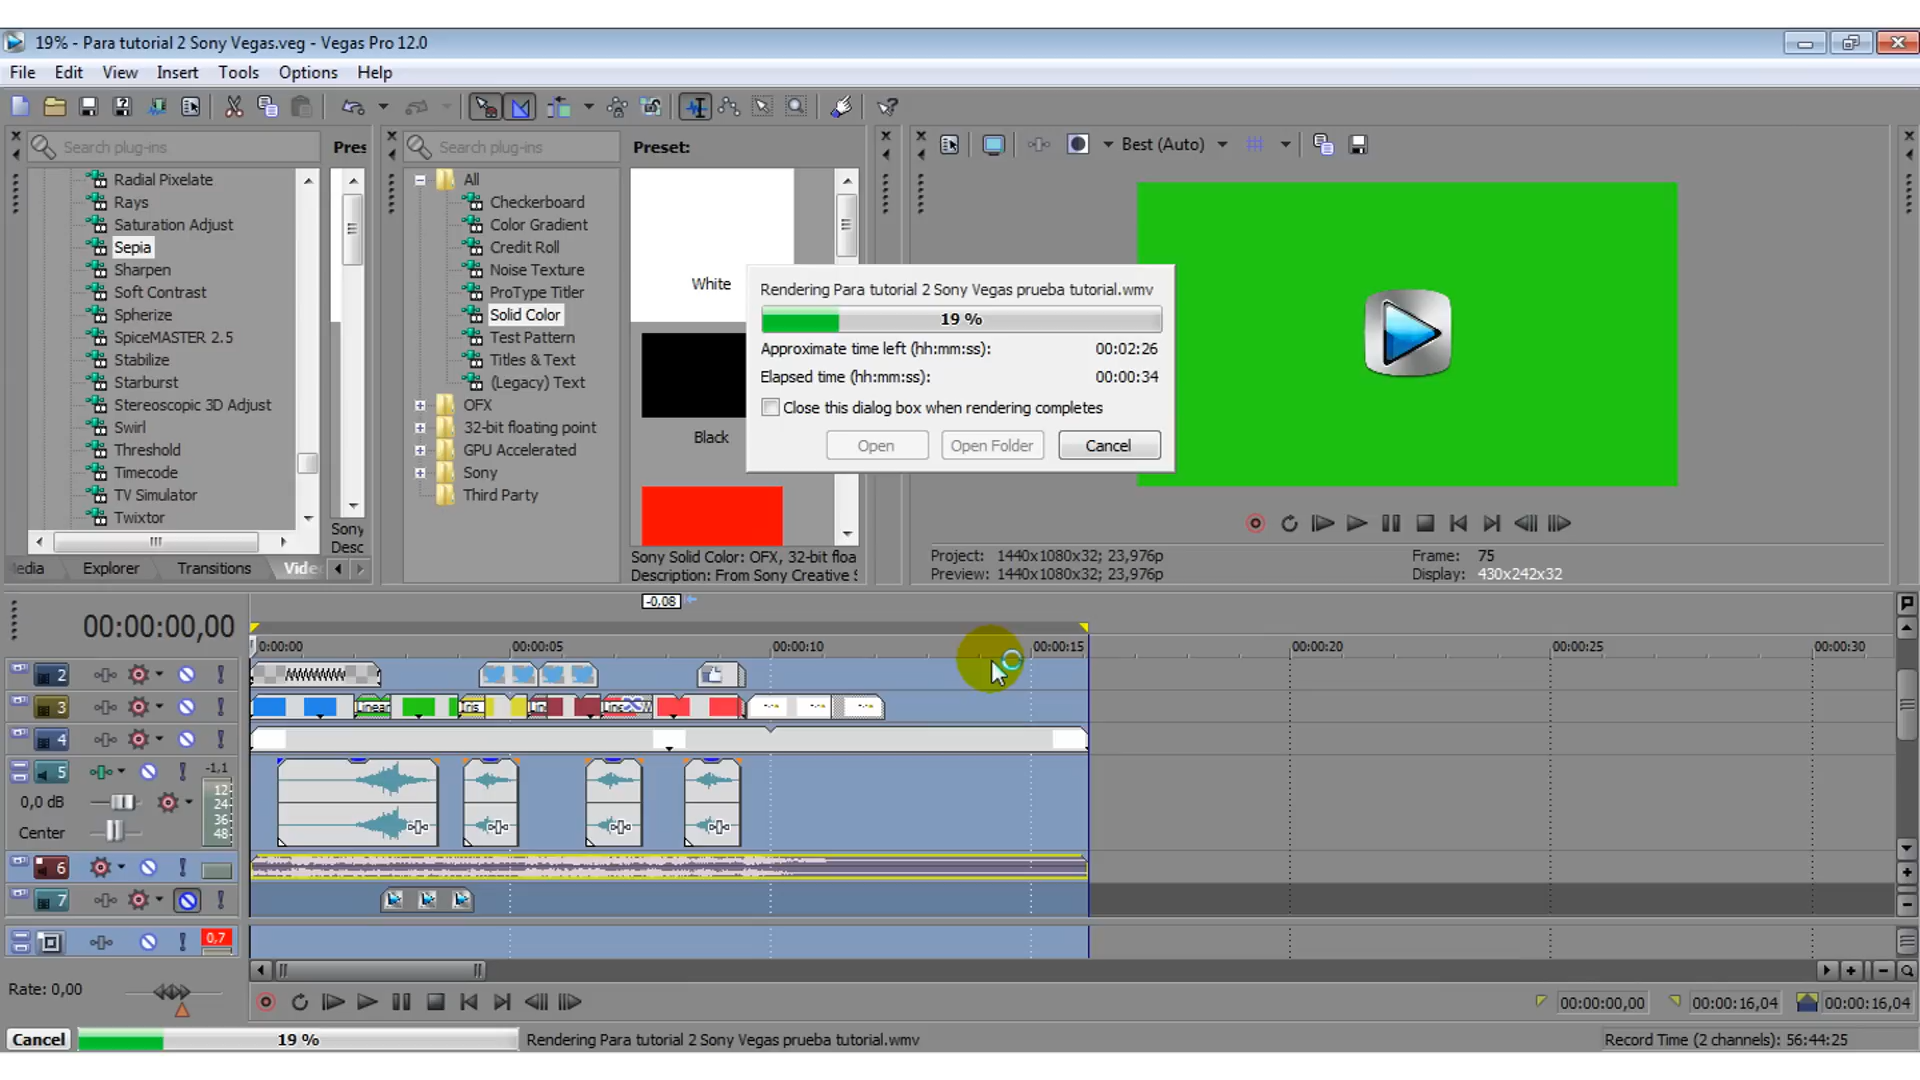 19% - Para tutorial 2 Sony Vegas.veg - Vegas Pro 12.0
File Edit View Insert Tools Options Help
Search plug-ins
Pres
Search plug-ins
Preset:
Best (Auto)
Radial Pixelate
Rays
Saturation Adjust
Sepia
Sharpen
Soft Contrast
Spherize
SpiceMASTER 2.5
Stabilize
Starburst
Stereoscopic 3D Adjust
Swirl
Threshold
Timecode
TV Simulator
Twixtor
Sony
Desc
edia Explorer Transitions Video
All
Checkerboard
Color Gradient
Credit Roll
Noise Texture
ProType Titler
Solid Color
Test Pattern
Titles & Text
(Legacy) Text
OFX
32-bit floating point
GPU Accelerated
Sony
Third Party
White
Black
Sony Solid Color: OFX, 32-bit floa
Description: From Sony Creative S
Rendering Para tutorial 2 Sony Vegas prueba tutorial.wmv
19 %
Approximate time left (hh:mm:ss): 00:02:26
Elapsed time (hh:mm:ss): 00:00:34
Close this dialog box when rendering completes
Open Open Folder Cancel
Project: 1440x1080x32; 23,976p
Preview: 1440x1080x32; 23,976p
Frame: 75
Display: 430x242x32
-0,08
00:00:00,00
0:00:00 00:00:05 00:00:10 00:00:15 00:00:20 00:00:25 00:00:30
2
3
Linear Iris Lin
4
5
-1,1
12
24
36
48
0,0 dB
Center
6
7
0,7
Rate: 0,00
00:00:00,00 00:00:16,04 00:00:16,04
Cancel 19 % Rendering Para tutorial 2 Sony Vegas prueba tutorial.wmv
Record Time (2 channels): 56:44:25